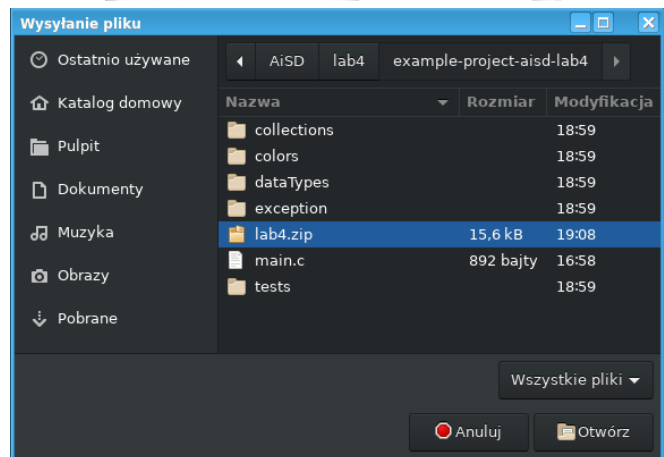 Wysyłanie pliku
Ostatnio używane
Katalog domowy
Pulpit
Dokumenty
Muzyka
Obrazy
Pobrane
AiSD lab4 example-project-aisd-lab4
Nazwa Rozmiar Modyfikacja
collections 18:59
colors 18:59
dataTypes 18:59
exception 18:59
lab4.zip 15,6 kB 19:08
main.c 892 bajty 16:58
tests 18:59
Wszystkie pliki
Anuluj Otwórz